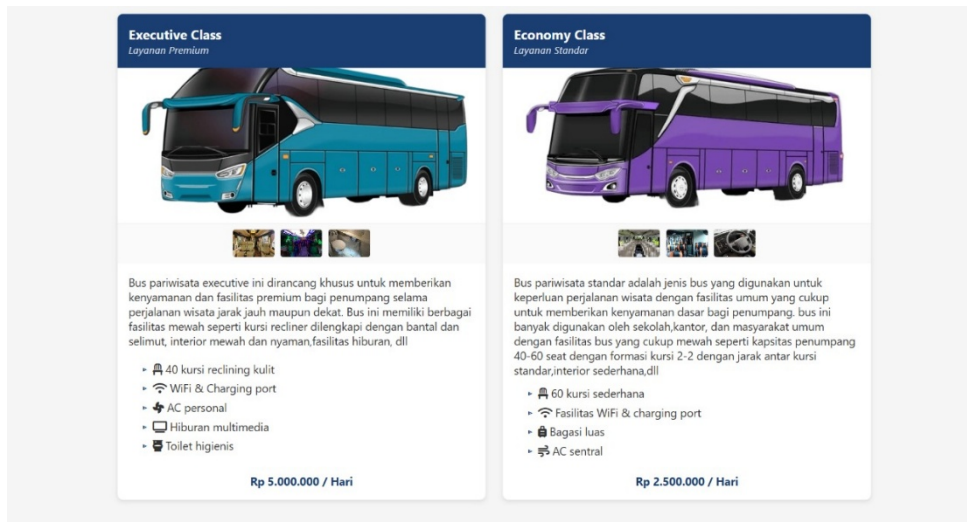 Executive Class
Layanan Premium
Bus pariwisata executive ini dirancang khusus untuk memberikan
kenyamanan dan fasilitas premium bagi penumpang selama
perjalanan wisata jarak jauh maupun dekat. Bus ini memiliki berbagai
fasilitas mewah seperti kursi recliner dilengkapi dengan bantal dan
selimut, interior mewah dan nyaman,fasilitas hiburan, dll
40 kursi reclining kulit
WiFi & Charging port
AC personal
Hiburan multimedia
Toilet higienis
Rp 5.000.000 / Hari
Economy Class
Layanan Standar
Bus pariwisata standar adalah jenis bus yang digunakan untuk
keperluan perjalanan wisata dengan fasilitas umum yang cukup
untuk memberikan kenyamanan dasar bagi penumpang. bus ini
banyak digunakan oleh sekolah,kantor, dan masyarakat umum
dengan fasilitas bus yang cukup mewah seperti kapsitas penumpang
40-60 seat dengan formasi kursi 2-2 dengan jarak antar kursi
standar,interior sederhana,dll
60 kursi sederhana
Fasilitas WiFi & charging port
Bagasi luas
AC sentral
Rp 2.500.000 / Hari